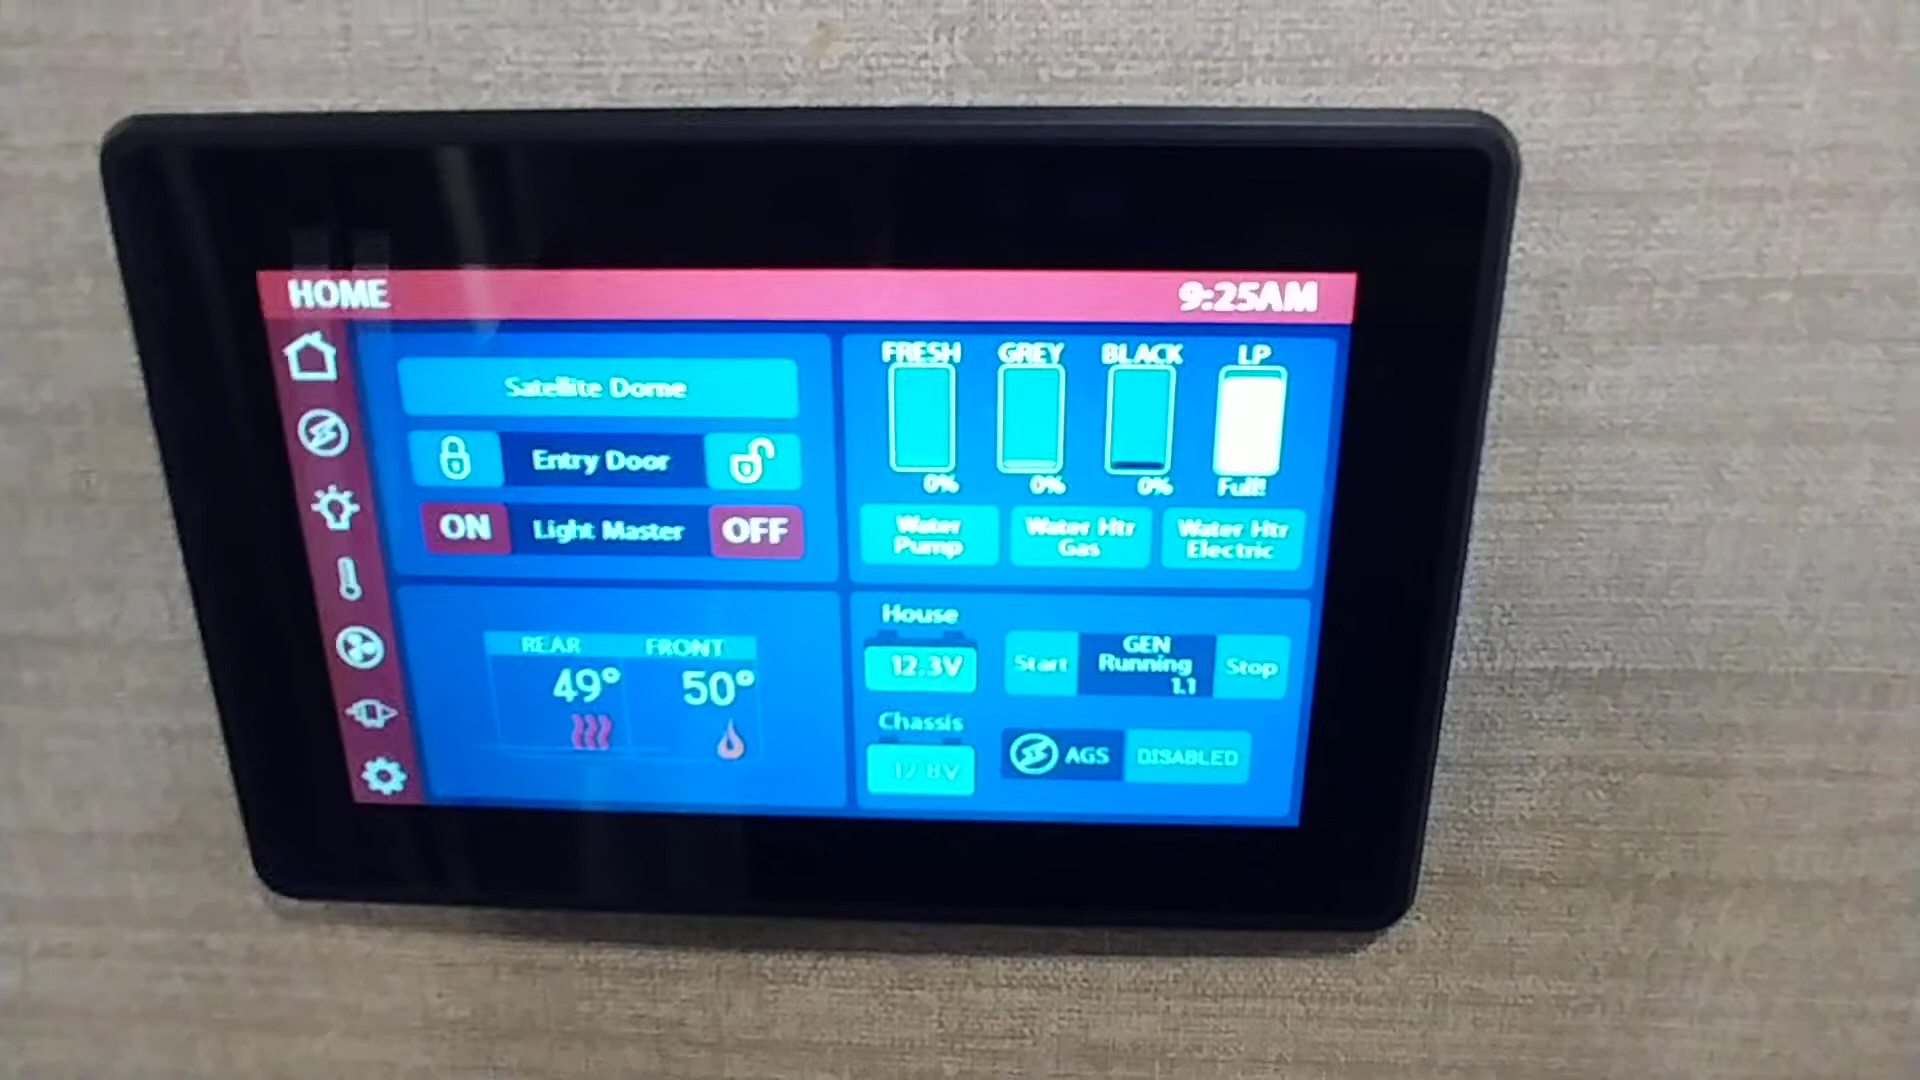 HOME
9:25AM
Satellite Dome
Entry Door
ON
Light Master
OFF
FRESH
GREY
BLACK
LP
0%
0%
0%
Full!
Water
Pump
Water Htr
Gas
Water Htr
Electric
REAR
FRONT
49°
50°
House
12.3V
Chassis
12.8V
Start
GEN
Running
1.1
Stop
AGS
DISABLED